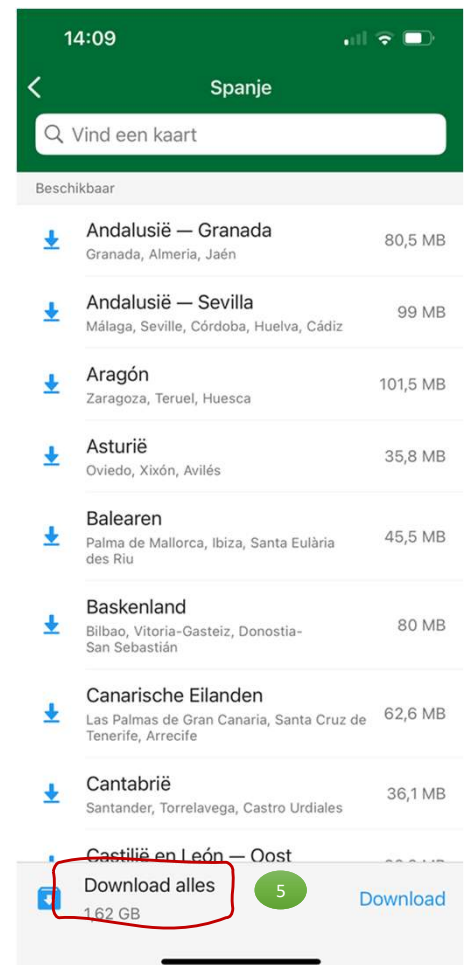 14:09
Spanje
Vind een kaart
Beschikbaar
Andalusië — Granada
80,5 MB
Granada, Almeria, Jaén
Andalusië — Sevilla
99 MB
Málaga, Seville, Córdoba, Huelva, Cádiz
Aragón
101,5 MB
Zaragoza, Teruel, Huesca
Asturië
35,8 MB
Oviedo, Xixón, Avilés
Balearen
45,5 MB
Palma de Mallorca, Ibiza, Santa Eulària
des Riu
Baskenland
80 MB
Bilbao, Vitoria-Gasteiz, Donostia-
San Sebastián
Canarische Eilanden
62,6 MB
Las Palmas de Gran Canaria, Santa Cruz de
Tenerife, Arrecife
Cantabrië
36,1 MB
Santander, Torrelavega, Castro Urdiales
Castilië en León — Oost
Download alles
5
Download
1,62 GB